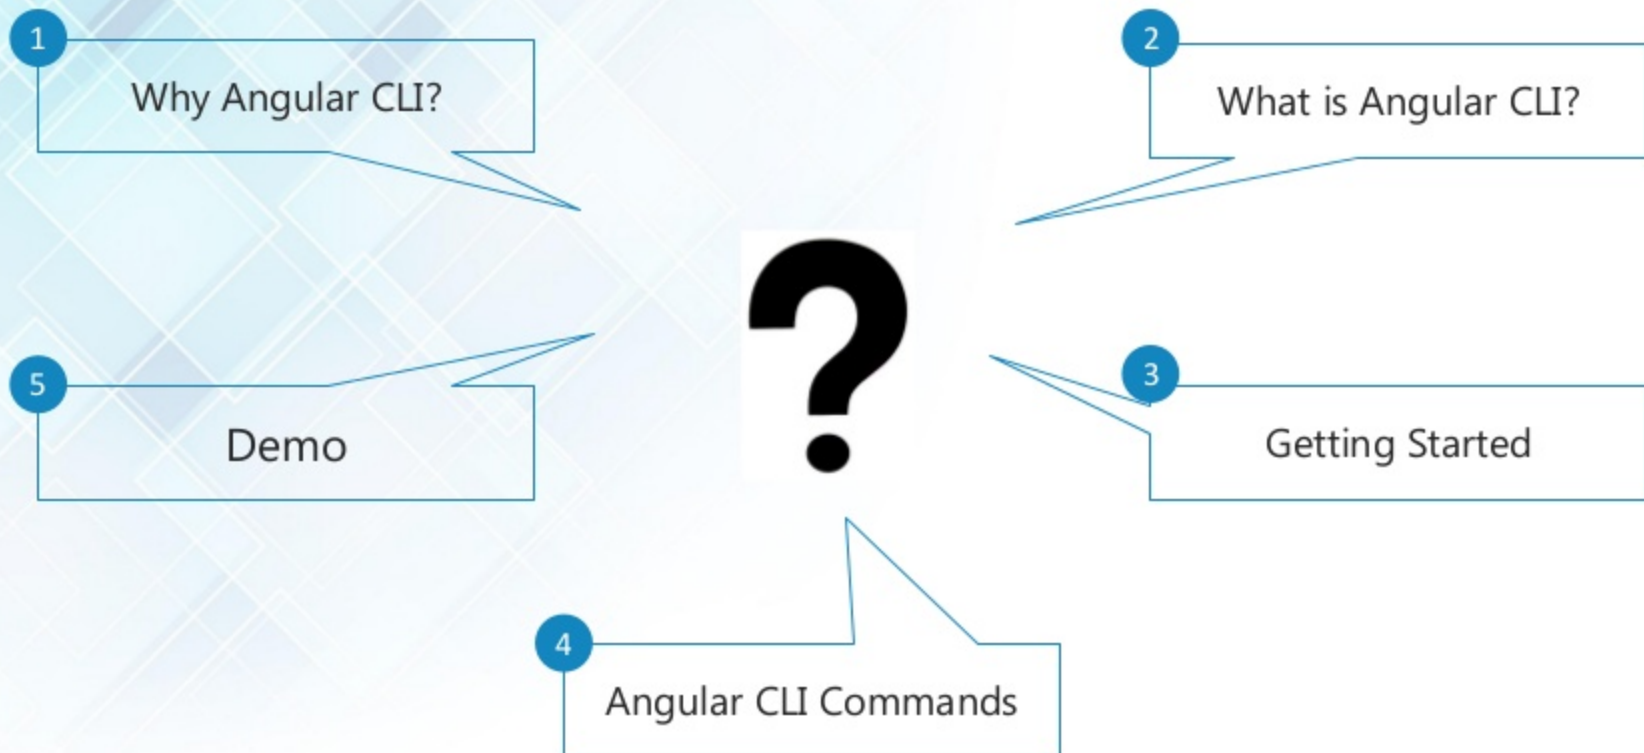 1
Why Angular CLI?
2
What is Angular CLI?
?
5
Demo
3
Getting Started
4
Angular CLI Commands